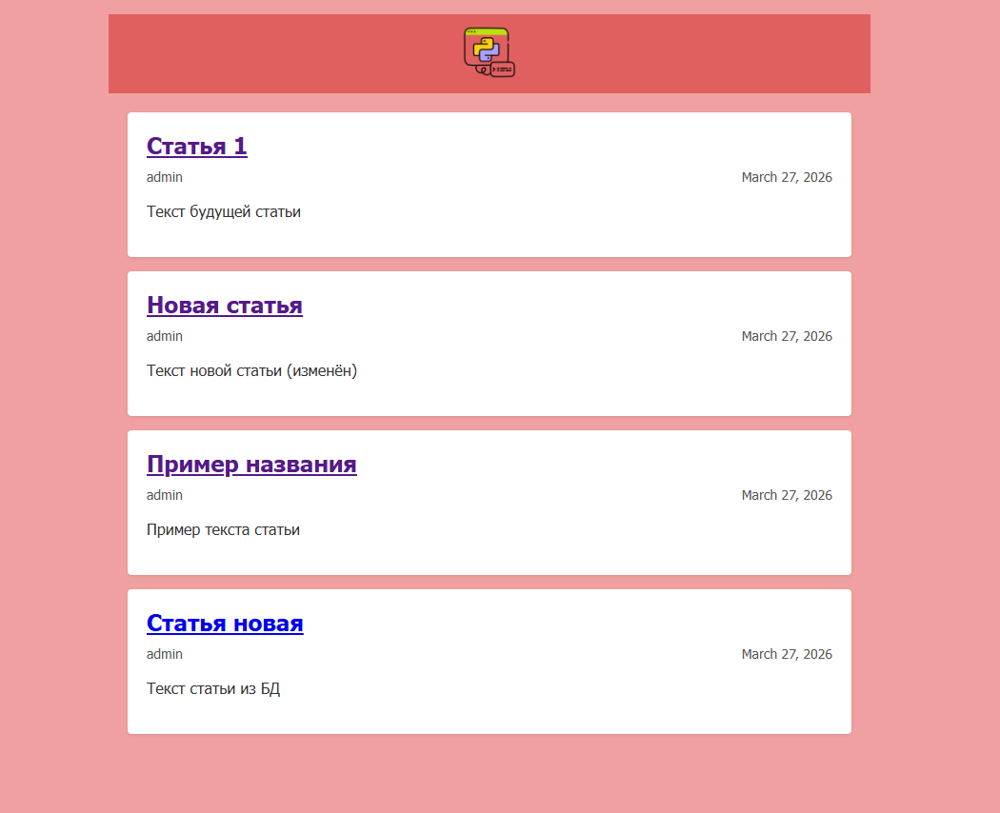 Статья 1
admin March 27, 2026
Текст будущей статьи
Новая статья
admin March 27, 2026
Текст новой статьи (изменён)
Пример названия
admin March 27, 2026
Пример текста статьи
Статья новая
admin March 27, 2026
Текст статьи из БД